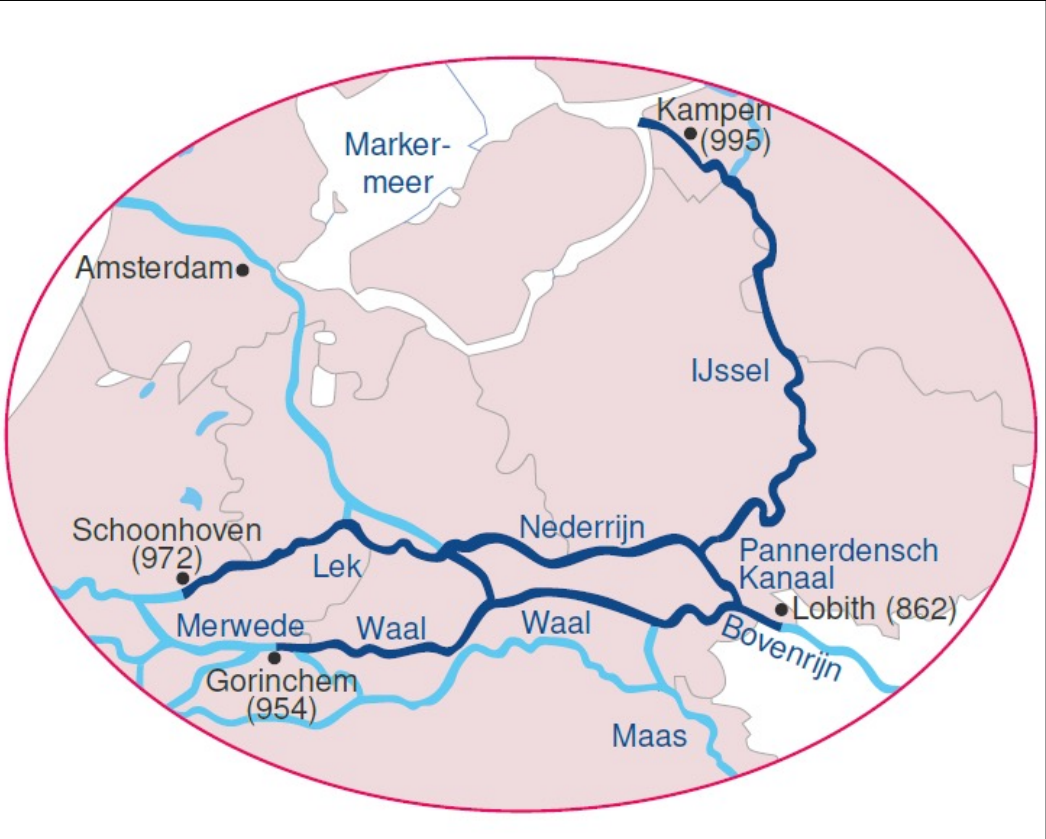 Kampen
(995)
Marker-
meer
Amsterdam
IJssel
Schoonhoven
(972)
Nederrijn
Lek
Pannerdensch
Kanaal
Lobith (862)
Merwede
Waal
Waal
Bovenrijn
Gorinchem
(954)
Maas